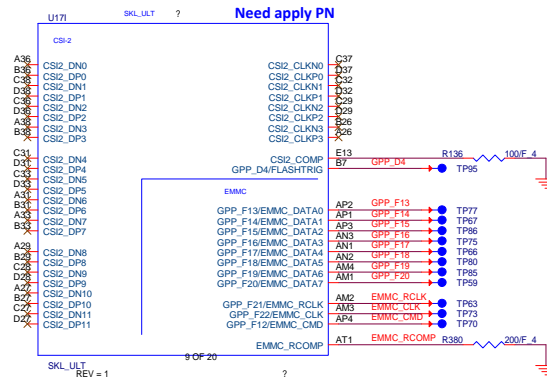 U17I SKL_ULT ? Need apply PN
CSI-2
A36 CSI2_DN0 CSI2_CLKN0 C37
B36 CSI2_DP0 CSI2_CLKP0 D37
C38 CSI2_DN1 CSI2_CLKN1 C32
D38 CSI2_DP1 CSI2_CLKP1 D32
C36 CSI2_DN2 CSI2_CLKN2 C29
D36 CSI2_DP2 CSI2_CLKP2 D29
A38 CSI2_DN3 CSI2_CLKN3 B26
B38 CSI2_DP3 CSI2_CLKP3 A26
C31 CSI2_DN4 CSI2_COMP E13 R136 100/F_4
D31 CSI2_DP4 GPP_D4/FLASHTRIG B7 GPP_D4 TP95
C33 CSI2_DN5
D33 CSI2_DP5 EMMC
A31 CSI2_DN6
B31 CSI2_DP6 GPP_F13/EMMC_DATA0 AP2 GPP_F13 TP77
A33 CSI2_DN7 GPP_F14/EMMC_DATA1 AP1 GPP_F14 TP67
B33 CSI2_DP7 GPP_F15/EMMC_DATA2 AP3 GPP_F15 TP86
GPP_F16/EMMC_DATA3 AN3 GPP_F16 TP75
A29 CSI2_DN8 GPP_F17/EMMC_DATA4 AN1 GPP_F17 TP66
B29 CSI2_DP8 GPP_F18/EMMC_DATA5 AN2 GPP_F18 TP80
C28 CSI2_DN9 GPP_F19/EMMC_DATA6 AM4 GPP_F19 TP85
D28 CSI2_DP9 GPP_F20/EMMC_DATA7 AM1 GPP_F20 TP59
A27 CSI2_DN10
B27 CSI2_DP10 GPP_F21/EMMC_RCLK AM2 EMMC_RCLK TP63
C27 CSI2_DN11 GPP_F22/EMMC_CLK AM3 EMMC_CLK TP73
D27 CSI2_DP11 GPP_F12/EMMC_CMD AP4 EMMC_CMD TP70
EMMC_RCOMP AT1 EMMC_RCOMP R380 200/F_4
9 OF 20
SKL_ULT
REV = 1 ?